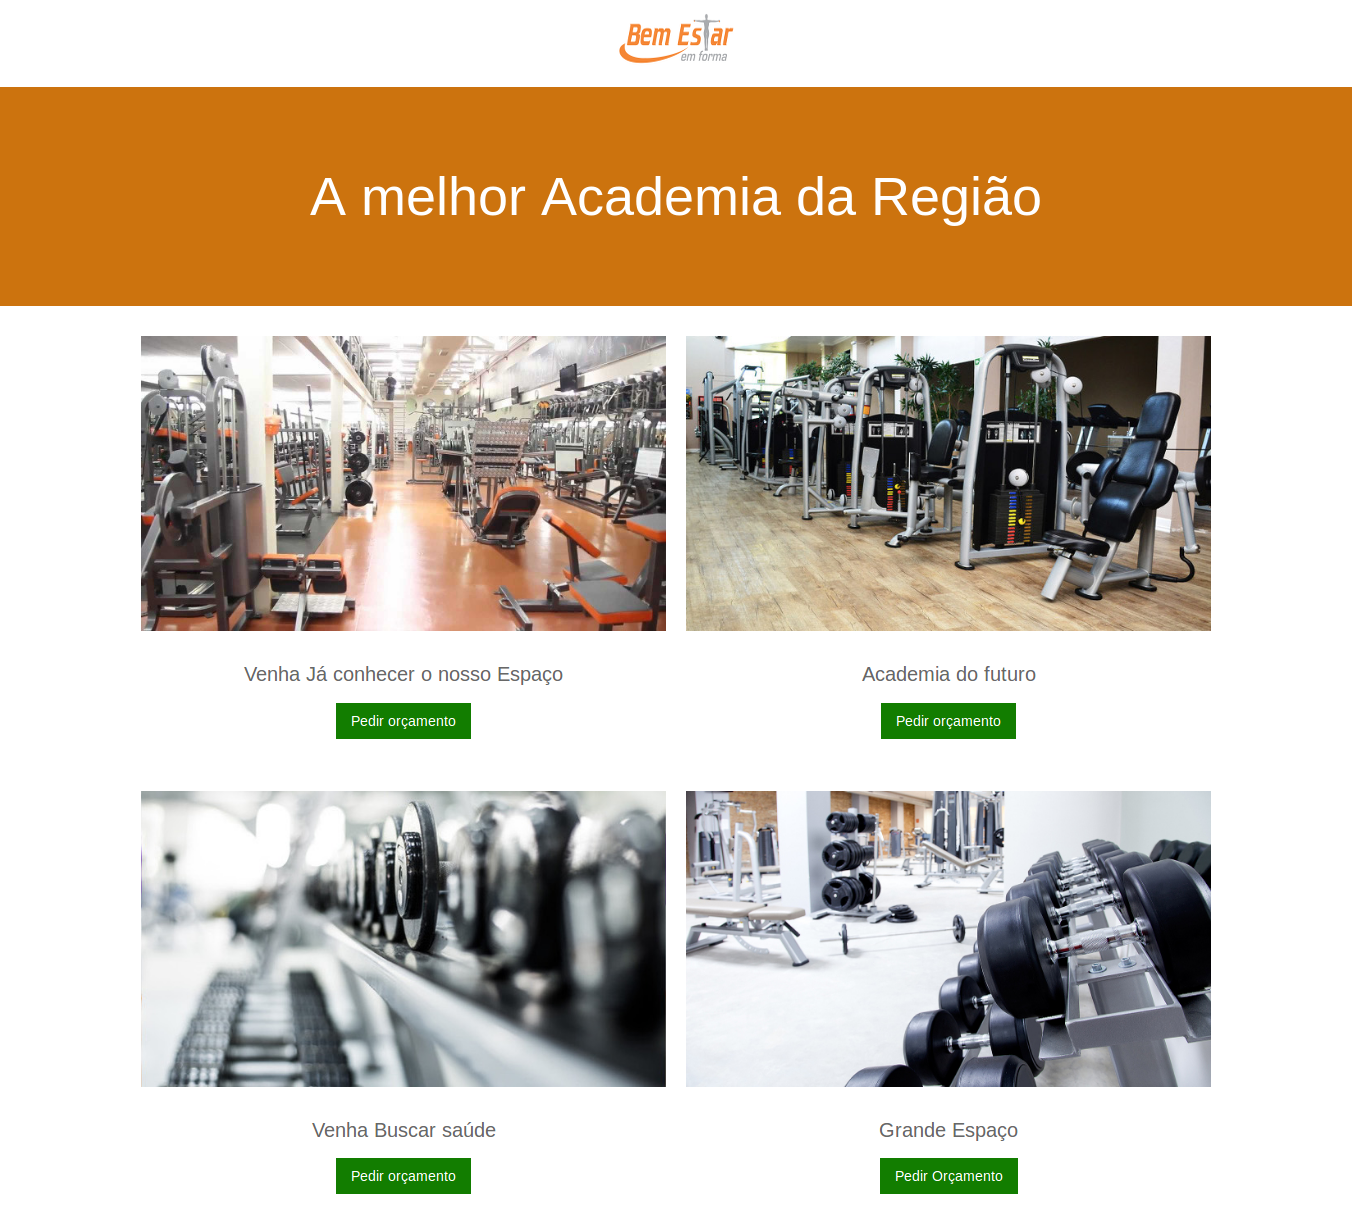 Bem Estar
em forma
A melhor Academia da Região
Venha Já conhecer o nosso Espaço
Academia do futuro
Pedir orçamento
Pedir orçamento
Venha Buscar saúde
Grande Espaço
Pedir orçamento
Pedir Orçamento